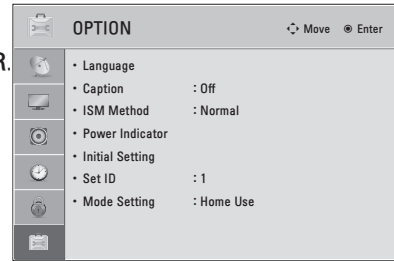 OPTION Move Enter
R.
• Language
• Caption : Off
• ISM Method : Normal
• Power Indicator
• Initial Setting
• Set ID : 1
• Mode Setting : Home Use